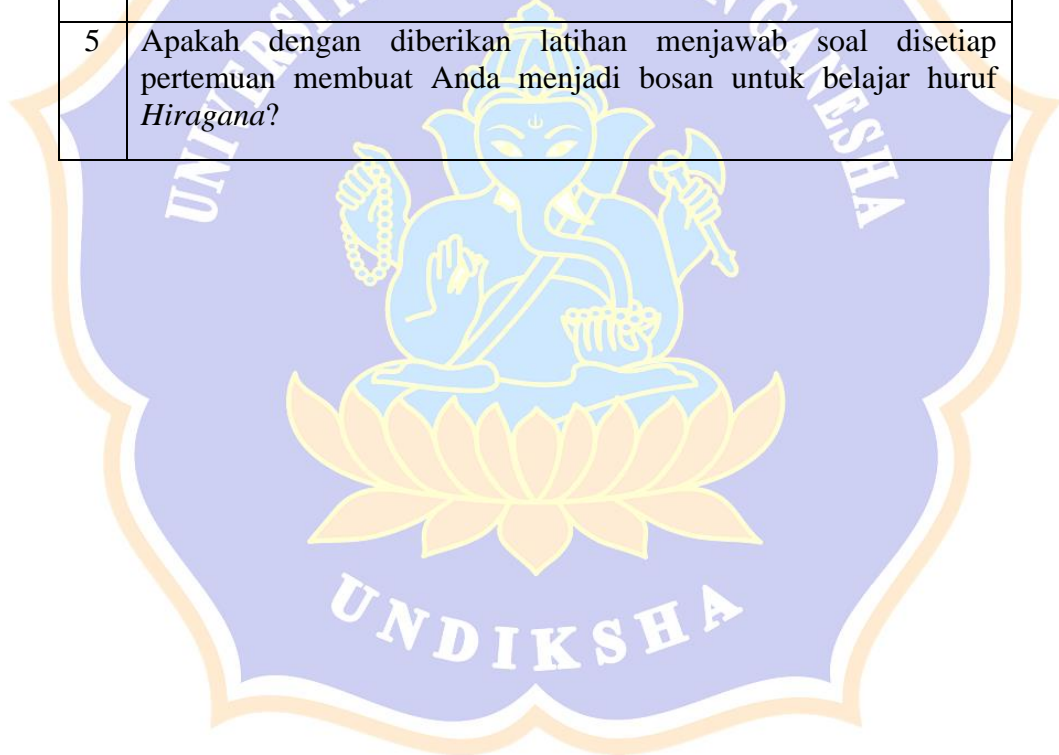 5 Apakah dengan diberikan latihan menjawab soal disetiap
pertemuan membuat Anda menjadi bosan untuk belajar huruf
Hiragana?
UNDIKSHA